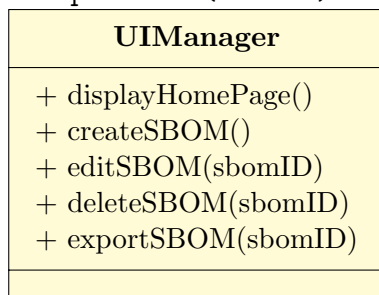 UIManager
+ displayHomePage()
+ createSBOM()
+ editSBOM(sbomID)
+ deleteSBOM(sbomID)
+ exportSBOM(sbomID)